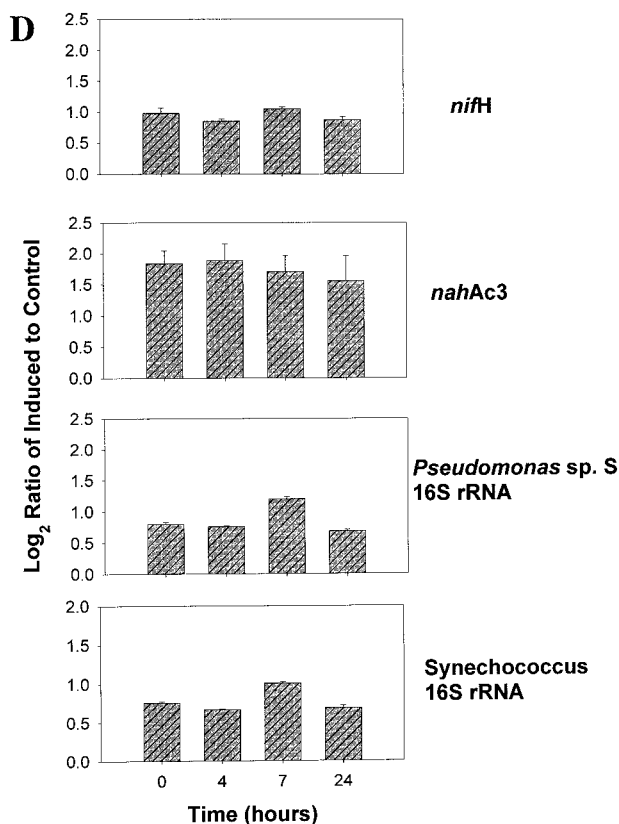 D
2.5
2.0
1.5
1.0
0.5
0.0
nifH
2.5
2.0
1.5
1.0
0.5
0.0
nahAc3
2.5
2.0
1.5
1.0
0.5
0.0
Pseudomonas sp. S
16S rRNA
2.0
1.5
1.0
0.5
0.0
Synechococcus
16S rRNA
0 4 7 24
Time (hours)
Log2 Ratio of Induced to Control